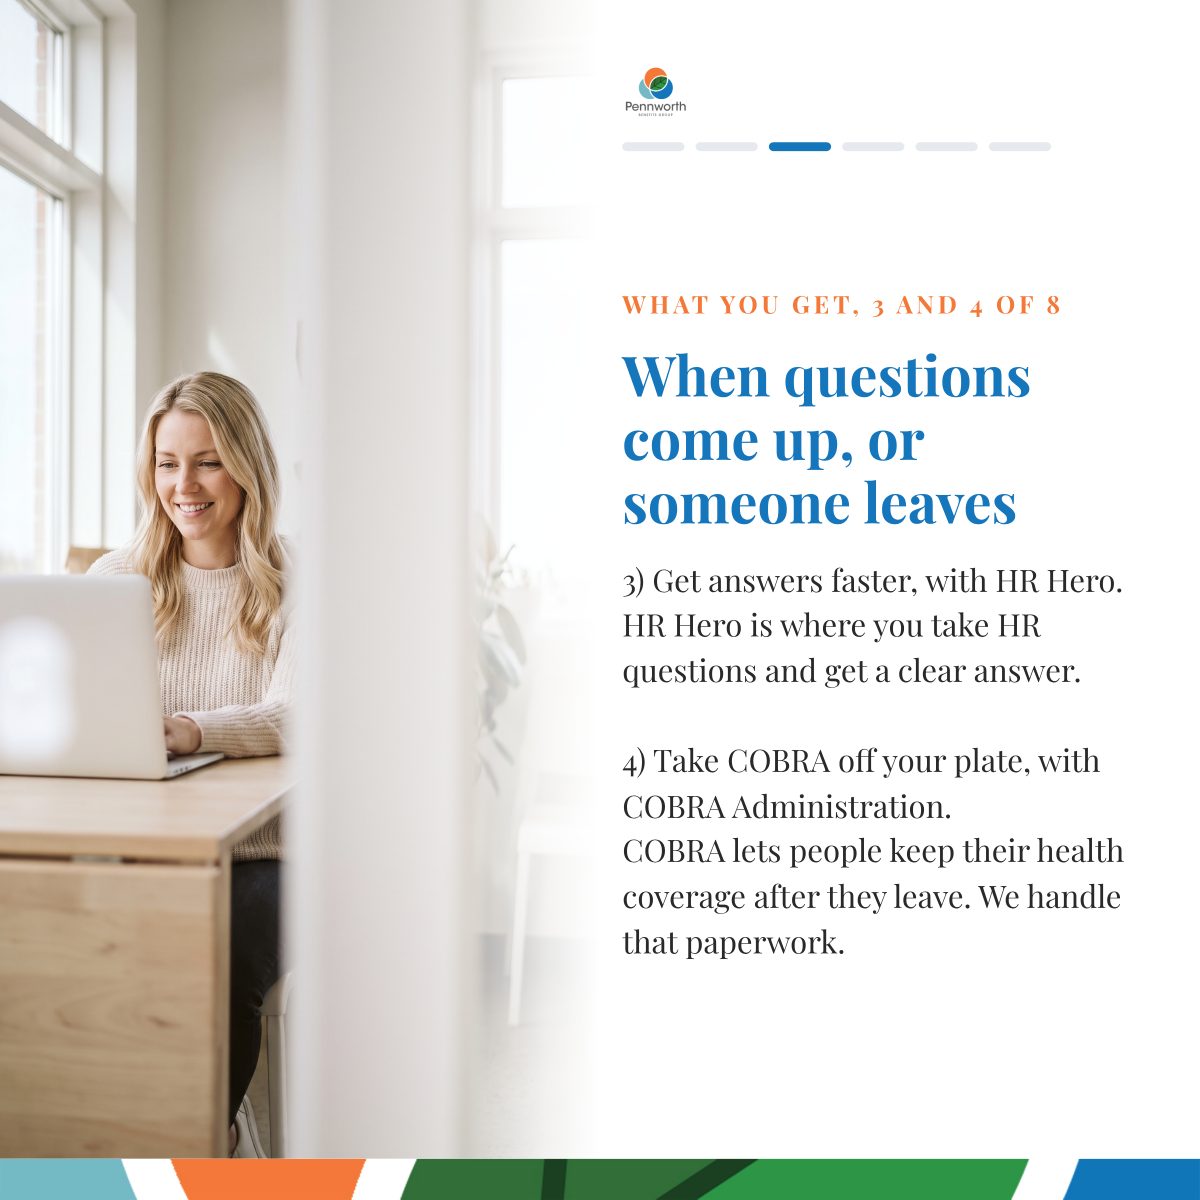 Pennworth
BENEFITS GROUP
WHAT YOU GET, 3 AND 4 OF 8
When questions
come up, or
someone leaves
3) Get answers faster, with HR Hero.
HR Hero is where you take HR
questions and get a clear answer.
4) Take COBRA off your plate, with
COBRA Administration.
COBRA lets people keep their health
coverage after they leave. We handle
that paperwork.